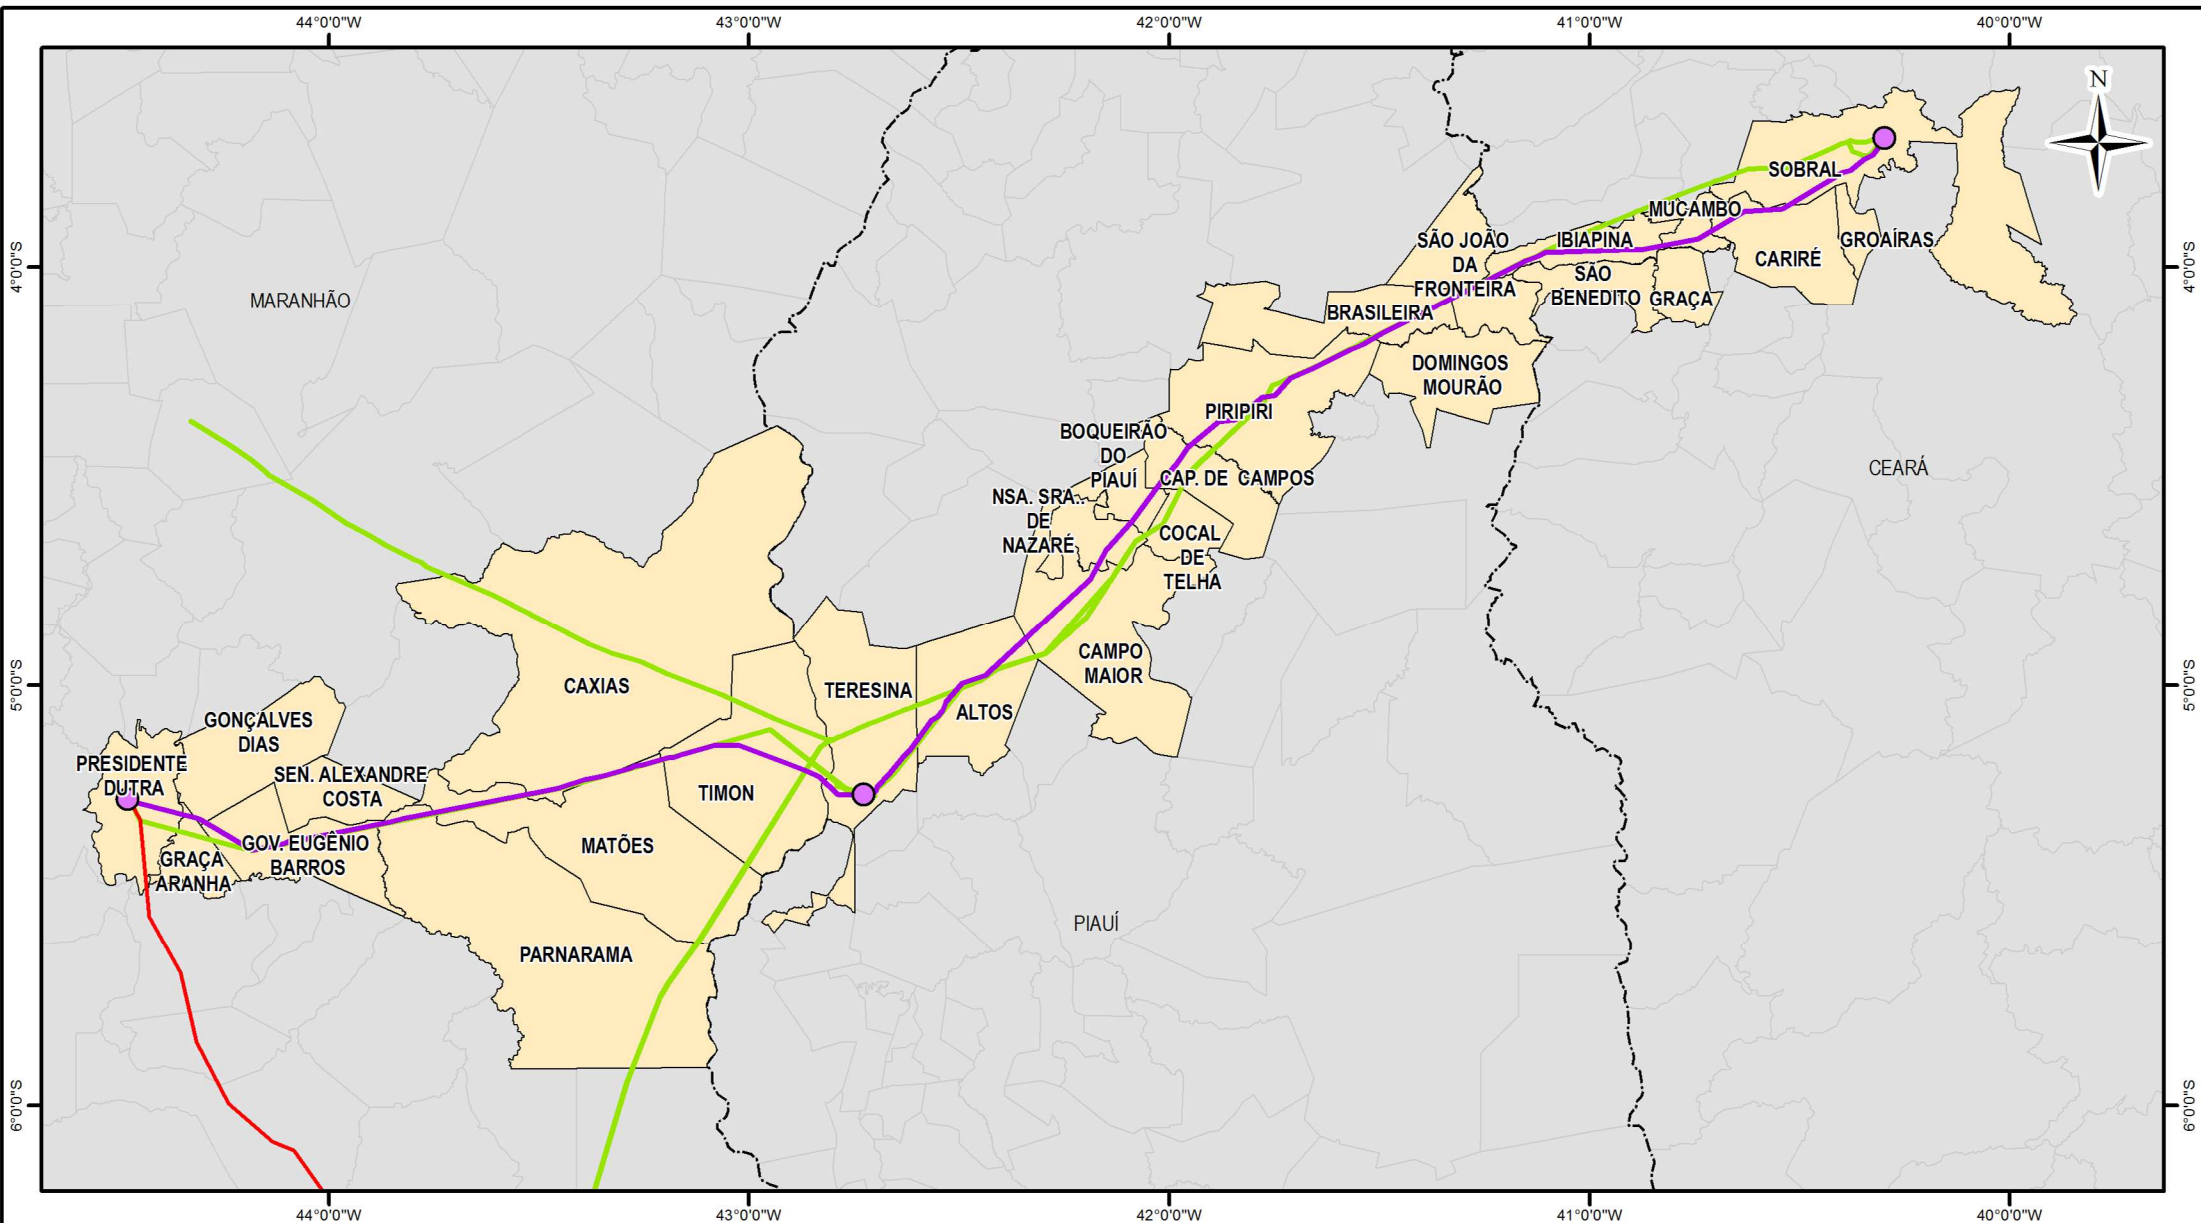 44°0'0"W
43°0'0"W
42°0'0"W
41°0'0"W
40°0'0"W
N
SOBRAL
MUCAMBO
SÃO JOÃO
DA
FRONTEIRA
IBIAPINA
GROAÍRAS
4°0'0"S
4°0'0"S
CARIRÉ
SÃO
BENEDITO
GRAÇA
MARANHÃO
BRASILEIRA
DOMINGOS
MOURÃO
PIRIPIRI
BOQUEIRÃO
DO
PIAUÍ
CAP. DE CAMPOS
CEARÁ
NSA. SRA..
DE
NAZARÉ
COCAL
DE
TELHA
CAMPO
MAIOR
CAXIAS
TERESINA
5°0'0"S
5°0'0"S
ALTOS
GONÇALVES
DIAS
PRESIDENTE
DUTRA
SEN. ALEXANDRE
COSTA
TIMON
GOV. EUGÊNIO
BARROS
MATÕES
GRAÇA
ARANHA
PIAUÍ
PARNARAMA
6°0'0"S
6°0'0"S
44°0'0"W
43°0'0"W
42°0'0"W
41°0'0"W
40°0'0"W